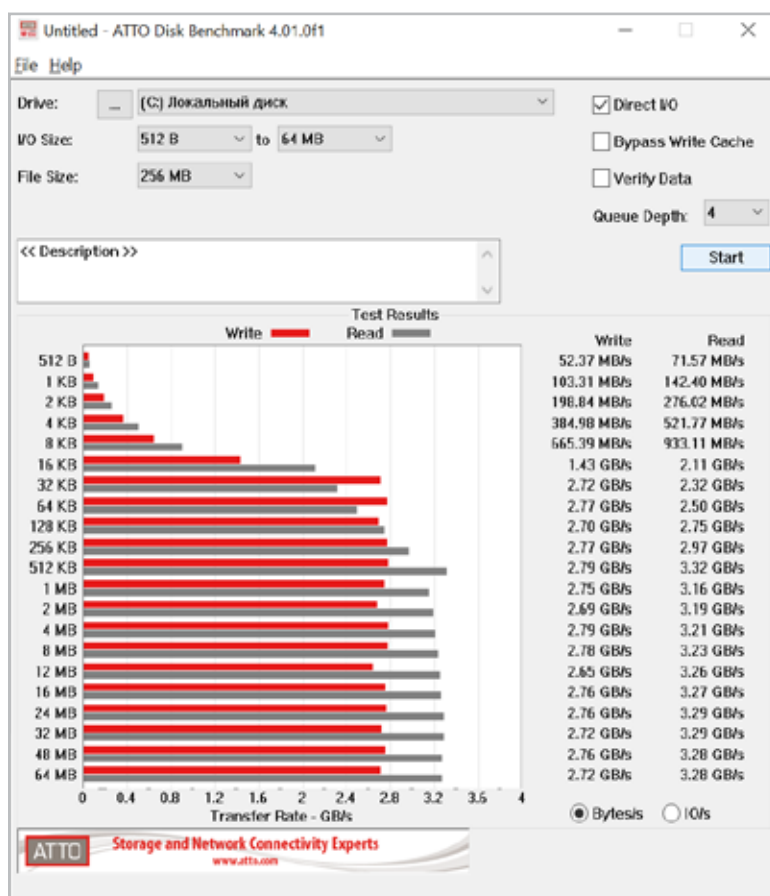 Untitled - ATTO Disk Benchmark 4.01.0f1
File Help
Drive: ... (C:) Локальный диск
Direct I/O
I/O Size: 512 B to 64 MB
Bypass Write Cache
File Size: 256 MB
Verify Data
Queue Depth: 4
<< Description >>
Start
Test Results
Write Read
Write Read
512 B 52.37 MB/s 71.57 MB/s
1 KB 103.31 MB/s 142.40 MB/s
2 KB 198.84 MB/s 276.02 MB/s
4 KB 384.98 MB/s 521.77 MB/s
8 KB 665.39 MB/s 933.11 MB/s
16 KB 1.43 GB/s 2.11 GB/s
32 KB 2.72 GB/s 2.32 GB/s
64 KB 2.77 GB/s 2.50 GB/s
128 KB 2.70 GB/s 2.75 GB/s
256 KB 2.77 GB/s 2.97 GB/s
512 KB 2.79 GB/s 3.32 GB/s
1 MB 2.75 GB/s 3.16 GB/s
2 MB 2.69 GB/s 3.19 GB/s
4 MB 2.79 GB/s 3.21 GB/s
8 MB 2.78 GB/s 3.23 GB/s
12 MB 2.65 GB/s 3.26 GB/s
16 MB 2.76 GB/s 3.27 GB/s
24 MB 2.76 GB/s 3.29 GB/s
32 MB 2.72 GB/s 3.29 GB/s
48 MB 2.76 GB/s 3.28 GB/s
64 MB 2.72 GB/s 3.28 GB/s
0 0.4 0.8 1.2 1.6 2 2.4 2.8 3.2 3.6 4
Transfer Rate - GB/s
Bytes/s IO/s
ATTO
Storage and Network Connectivity Experts
www.atto.com